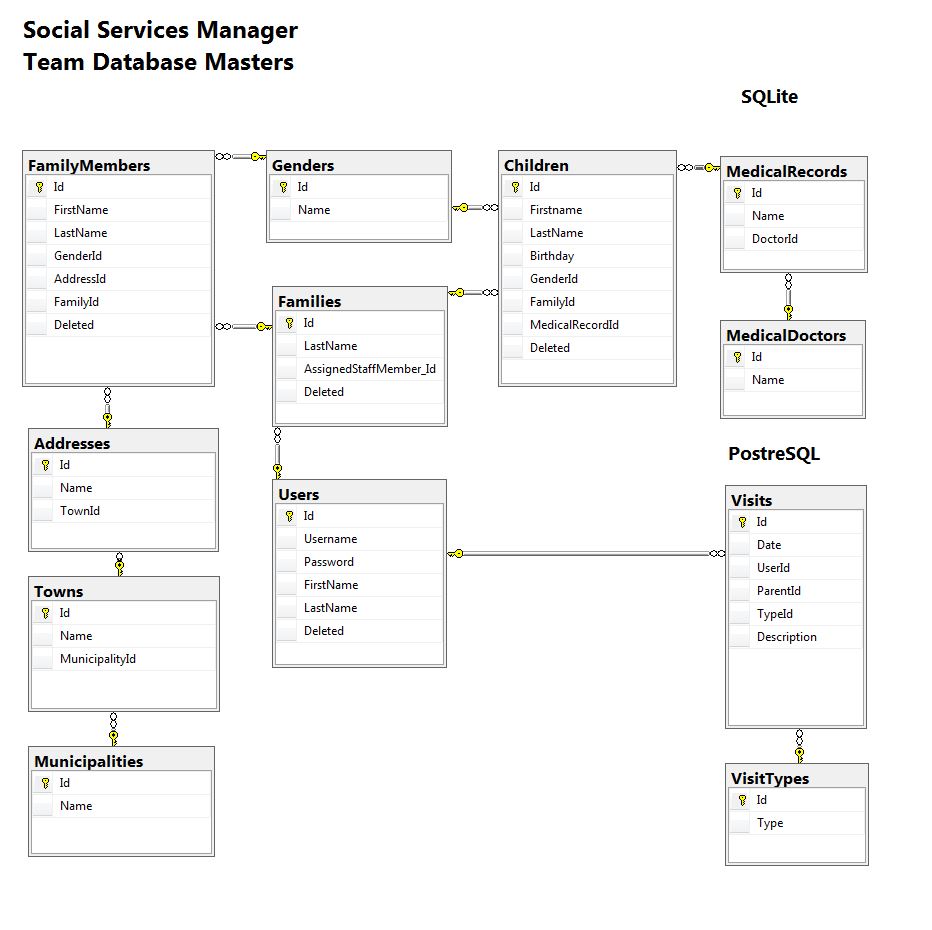 Social Services Manager
Team Database Masters
SQLite
FamilyMembers
Id
FirstName
LastName
GenderId
AddressId
FamilyId
Deleted
Genders
Id
Name
Children
Id
Firstname
LastName
Birthday
GenderId
FamilyId
MedicalRecordId
Deleted
MedicalRecords
Id
Name
DoctorId
Families
Id
LastName
AssignedStaffMember_Id
Deleted
MedicalDoctors
Id
Name
Addresses
Id
Name
TownId
PostreSQL
Users
Id
Username
Password
FirstName
LastName
Deleted
Visits
Id
Date
UserId
ParentId
TypeId
Description
Towns
Id
Name
MunicipalityId
Municipalities
Id
Name
VisitTypes
Id
Type